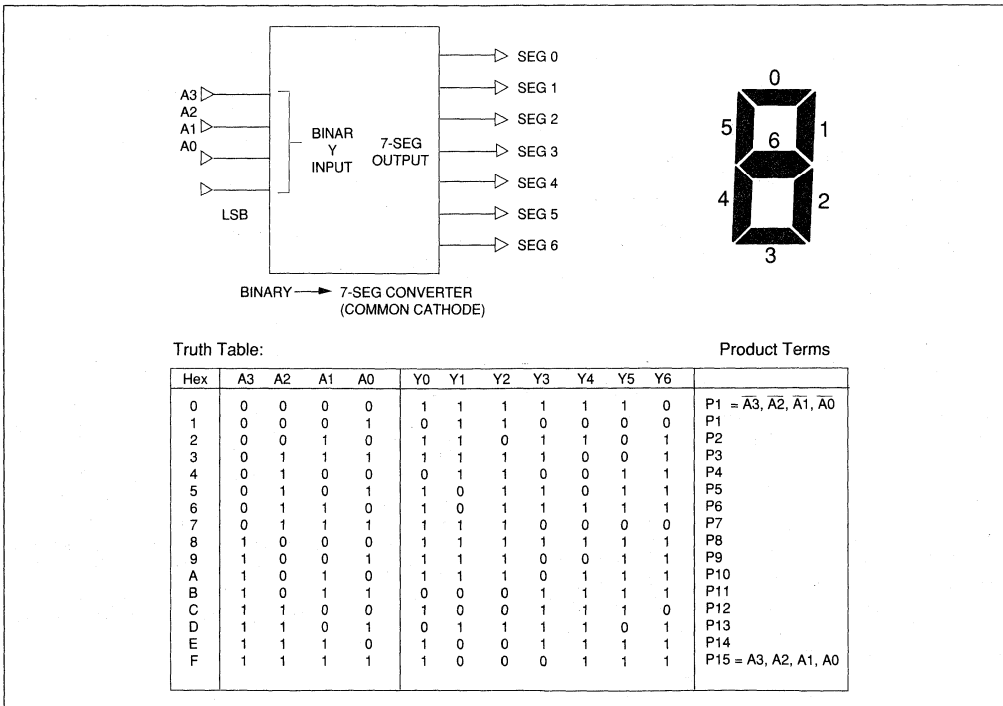 SEG 0
SEG 1
SEG 2
SEG 3
SEG 4
SEG 5
SEG 6
A3
A2
A1
A0
LSB
BINAR
Y
INPUT
7-SEG
OUTPUT
BINARY → 7-SEG CONVERTER
(COMMON CATHODE)
0
5 1
6
4 2
3
Truth Table: Product Terms
Hex A3 A2 A1 A0 Y0 Y1 Y2 Y3 Y4 Y5 Y6
0 0 0 0 0 1 1 1 1 1 1 0 P1 = A̅3̅, A̅2̅, A̅1̅, A̅0̅
1 0 0 0 1 0 1 1 0 0 0 0 P1
2 0 0 1 0 1 1 0 1 1 0 1 P2
3 0 1 1 1 1 1 1 1 0 0 1 P3
4 0 1 0 0 0 1 1 0 0 1 1 P4
5 0 1 0 1 1 0 1 1 0 1 1 P5
6 0 1 1 0 1 0 1 1 1 1 1 P6
7 0 1 1 1 1 1 1 0 0 0 0 P7
8 1 0 0 0 1 1 1 1 1 1 1 P8
9 1 0 0 1 1 1 1 0 0 1 1 P9
A 1 0 1 0 1 1 1 0 1 1 1 P10
B 1 0 1 1 0 0 0 1 1 1 1 P11
C 1 1 0 0 1 0 0 1 1 1 0 P12
D 1 1 0 1 0 1 1 1 1 0 1 P13
E 1 1 1 0 1 0 0 1 1 1 1 P14
F 1 1 1 1 1 0 0 0 1 1 1 P15 = A3, A2, A1, A0